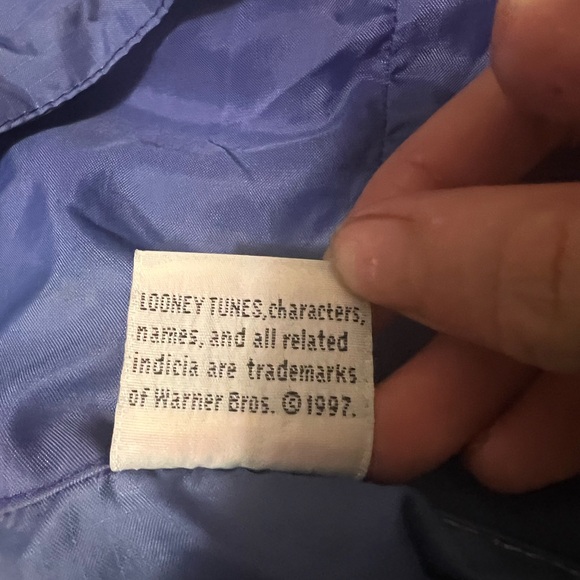 LOONEY TUNES, characters,
names, and all related
indicia are trademarks
of Warner Bros. © 1997.